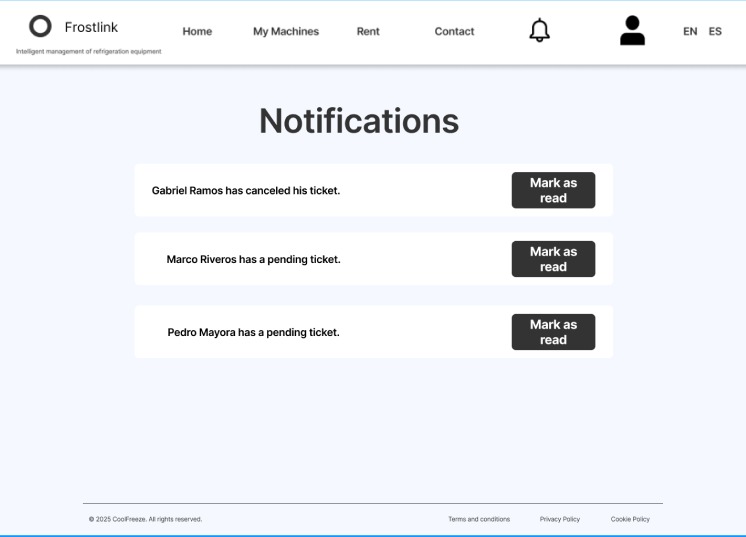 Frostlink
Intelligent management of refrigeration equipment
Home My Machines Rent Contact EN ES
Notifications
Gabriel Ramos has canceled his ticket.
Mark as
read
Marco Riveros has a pending ticket.
Mark as
read
Pedro Mayora has a pending ticket.
Mark as
read
© 2025 CoolFreeze. All rights reserved. Terms and conditions Privacy Policy Cookie Policy